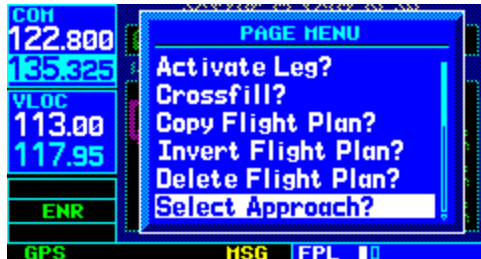 COM
122.800
135.325
VLOC
113.00
117.95
ENR
PAGE MENU
Activate Leg?
Crossfill?
Copy Flight Plan?
Invert Flight Plan?
Delete Flight Plan?
Select Approach?
GPS MSG FPL